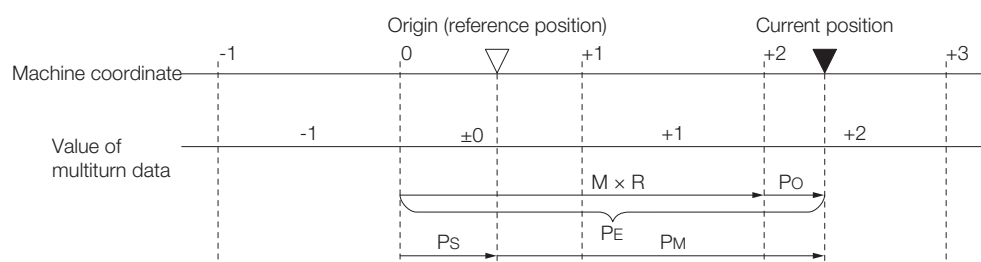 Origin (reference position) Current position
-1 0 +1 +2 +3
Machine coordinate
-1 ±0 +1 +2
Value of
multiturn data
M × R PO
PE
PS PM